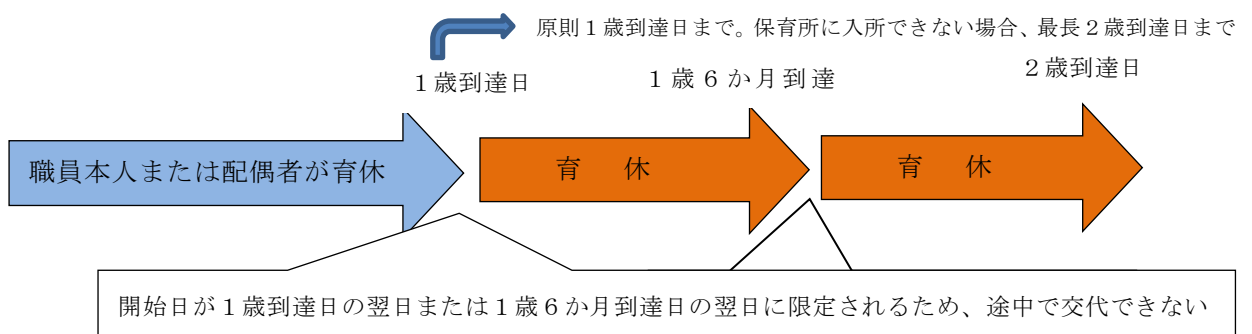 原則１歳到達日まで。保育所に入所できない場合、最長２歳到達日まで
１歳到達日
１歳６か月到達
２歳到達日
職員本人または配偶者が育休
育　休
育　休
開始日が１歳到達日の翌日または１歳６か月到達日の翌日に限定されるため、途中で交代できない